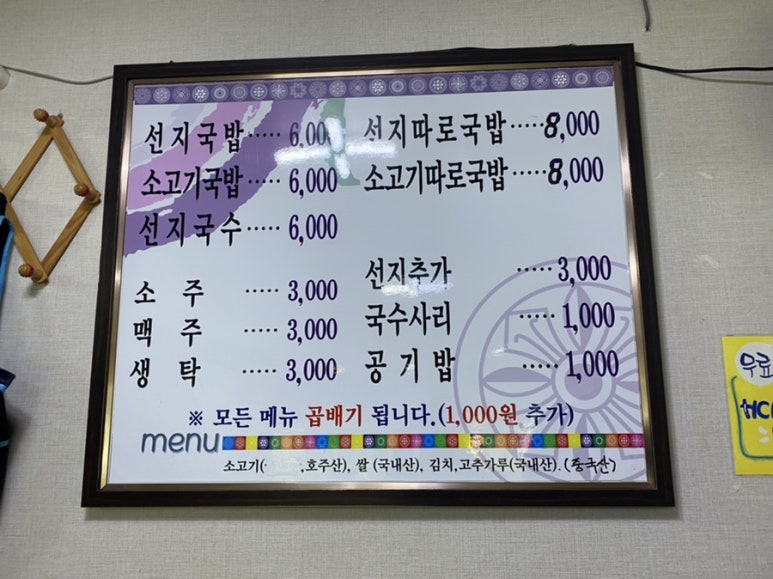 선지국밥 ····· 6,000
소고기국밥 ····· 6,000
선지국수 ····· 6,000
선지따로국밥 ····· 8,000
소고기따로국밥 ····· 8,000
소 주 ····· 3,000
맥 주 ····· 3,000
생 탁 ····· 3,000
선지추가 ····· 3,000
국수사리 ····· 1,000
공기밥 ····· 1,000
※ 모든 메뉴 곱배기 됩니다.(1,000원 추가)
menu
소고기( ,호주산), 쌀 (국내산), 김치,고추가루(국내산). (중국산)
우료